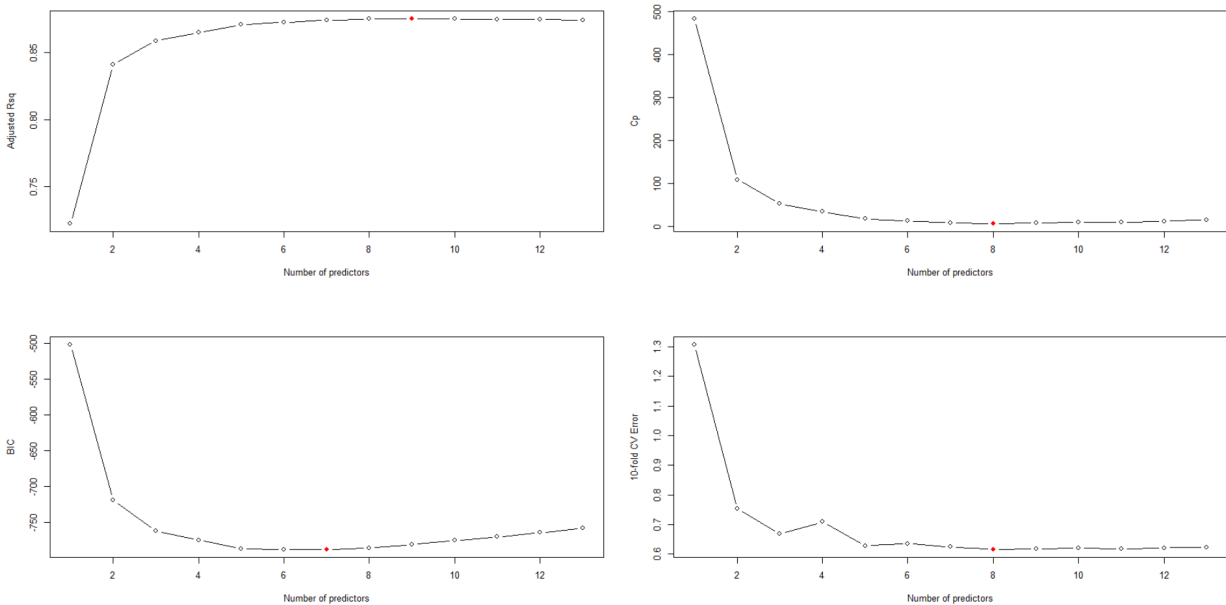 Adjusted Rsq
0.85
0.80
0.75
2 4 6 8 10 12
Number of predictors
Cp
500
400
300
200
100
0
2 4 6 8 10 12
Number of predictors
BIC
-500
-550
-600
-650
-700
-750
2 4 6 8 10 12
Number of predictors
10-fold CV Error
1.3
1.2
1.1
1.0
0.9
0.8
0.7
0.6
2 4 6 8 10 12
Number of predictors